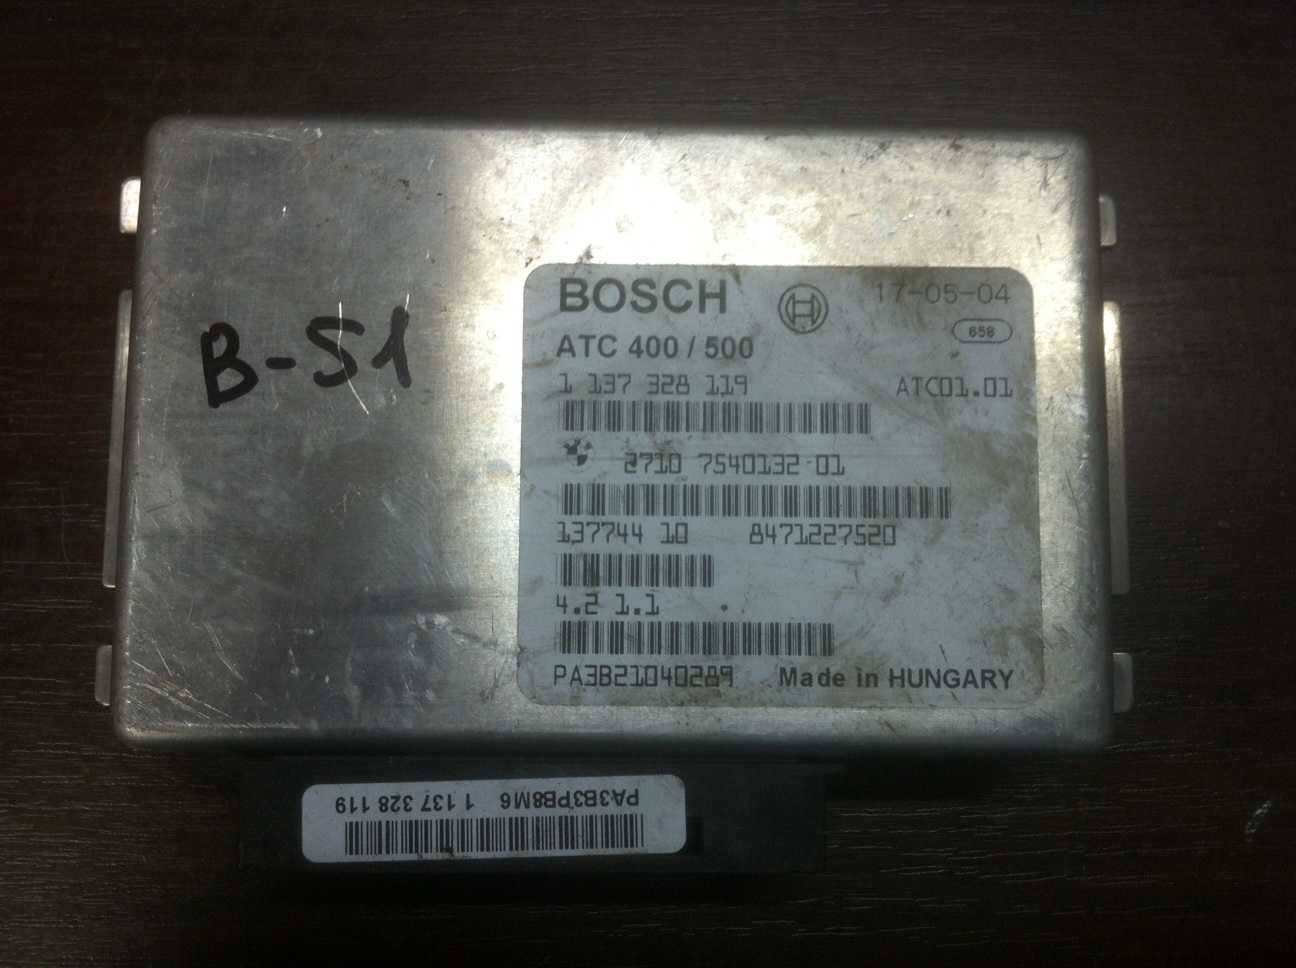 B-S1
BOSCH 17-05-04
658
ATC 400 / 500
1 137 328 119 ATC01.01
2710 7540132 01
137744 10 8471227520
4.2 1.1
PA3B21040289 Made in HUNGARY
PA3B3PB8M6 1 137 328 119